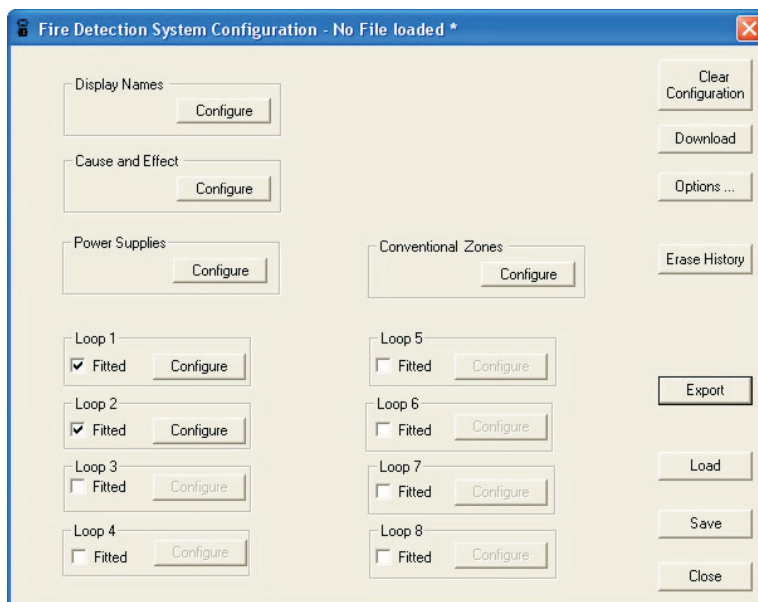 Fire Detection System Configuration - No File loaded *
Display Names
Configure
Clear
Configuration
Download
Cause and Effect
Configure
Options ...
Power Supplies
Configure
Conventional Zones
Configure
Erase History
Loop 1
Fitted Configure
Loop 5
Fitted Configure
Export
Loop 2
Fitted Configure
Loop 6
Fitted Configure
Loop 3
Fitted Configure
Loop 7
Fitted Configure
Load
Loop 4
Fitted Configure
Loop 8
Fitted Configure
Save
Close